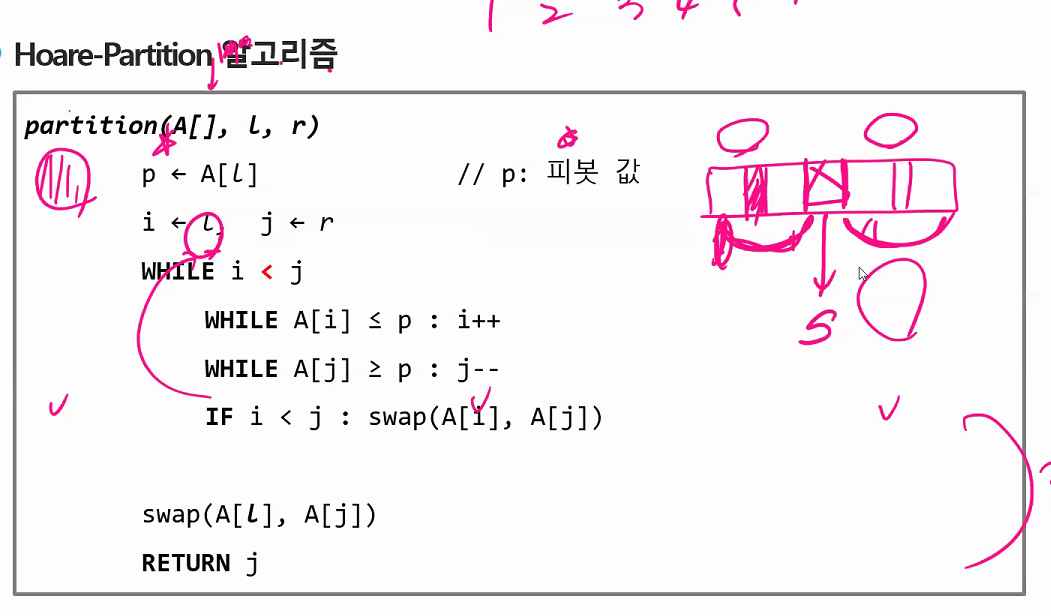 1 2 3 4
Hoare-Partition 알고리즘
partition(A[], l, r)
p ← A[l] // p: 피봇 값
i ← l, j ← r
WHILE i < j
WHILE A[i] ≤ p : i++
WHILE A[j] ≥ p : j--
S
IF i < j : swap(A[i], A[j])
swap(A[l], A[j])
RETURN j